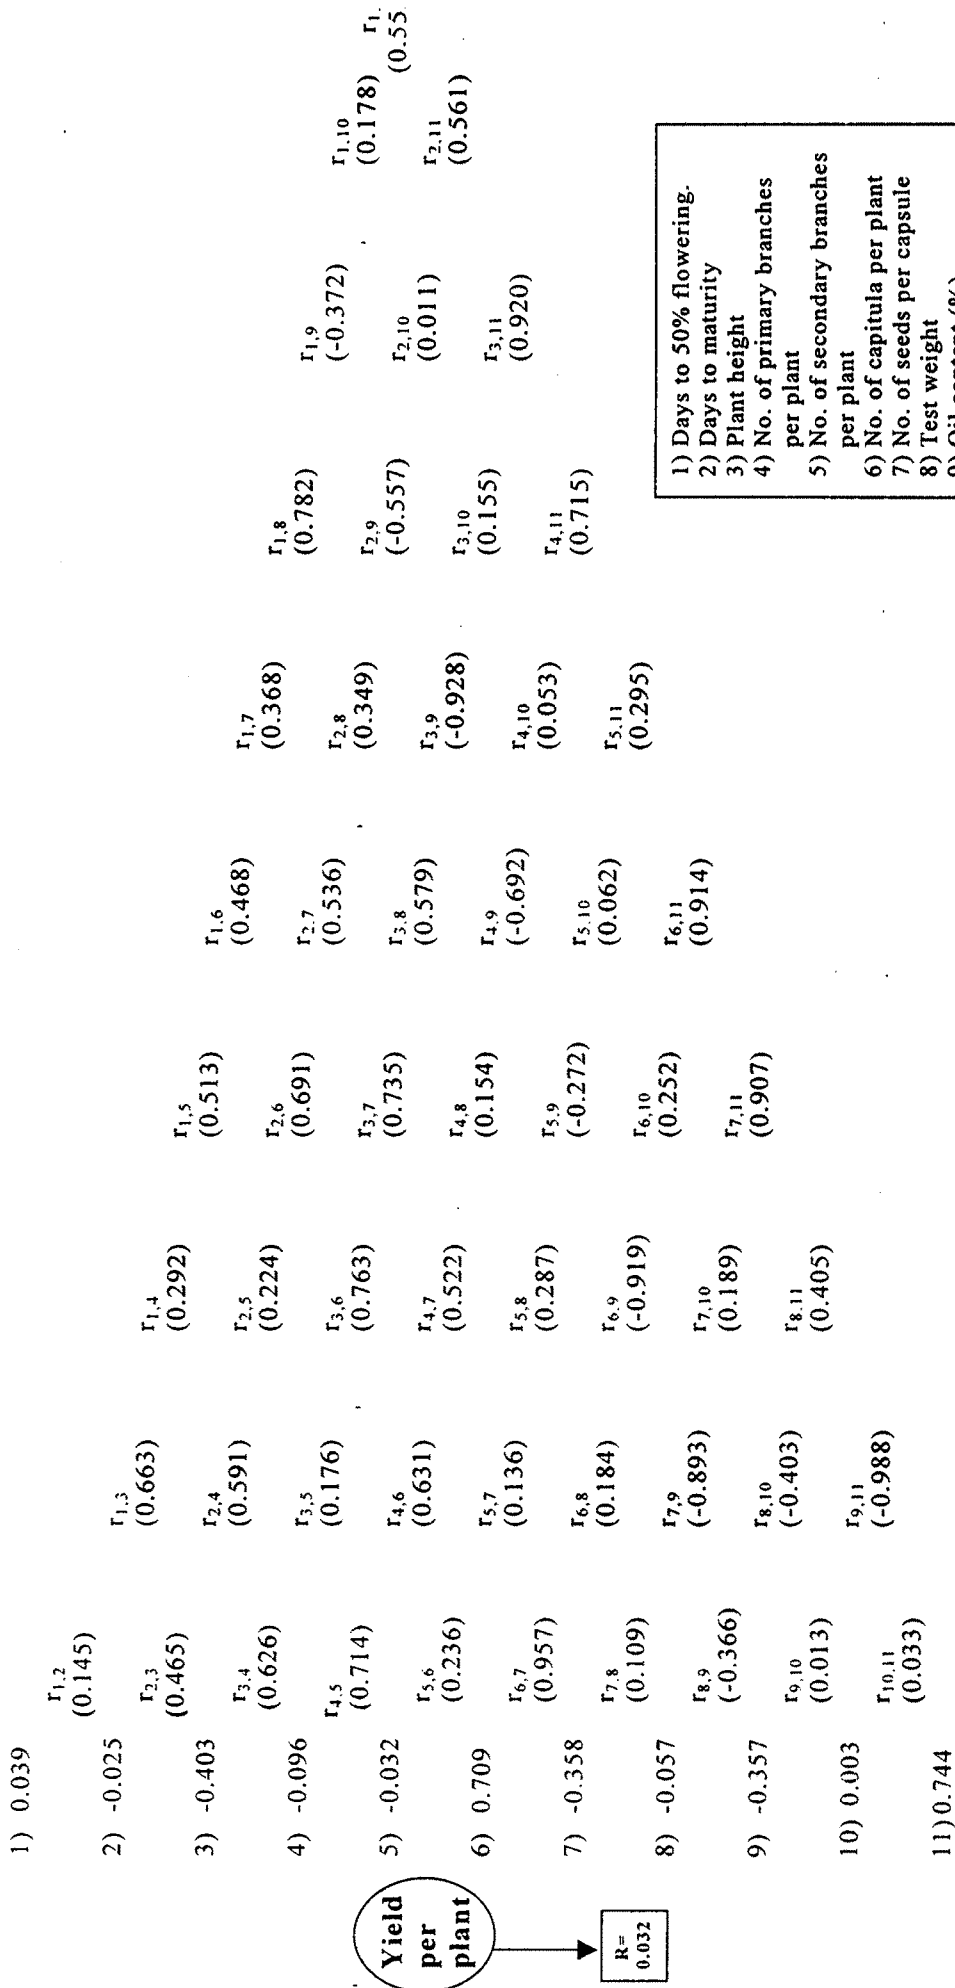 Yield
per
plant
R=
0.032
1) 0.039
2) -0.025
3) -0.403
4) -0.096
5) -0.032
6) 0.709
7) -0.358
8) -0.057
9) -0.357
10) 0.003
11) 0.744
r1,2
(0.145)
r2,3
(0.465)
r3,4
(0.626)
r4,5
(0.714)
r5,6
(0.236)
r6,7
(0.957)
r7,8
(0.109)
r8,9
(-0.366)
r9,10
(0.013)
r10,11
(0.033)
r1,3
(0.663)
r2,4
(0.591)
r3,5
(0.176)
r4,6
(0.631)
r5,7
(0.136)
r6,8
(0.184)
r7,9
(-0.893)
r8,10
(-0.403)
r9,11
(-0.988)
r1,4
(0.292)
r2,5
(0.224)
r3,6
(0.763)
r4,7
(0.522)
r5,8
(0.287)
r6,9
(-0.919)
r7,10
(0.189)
r8,11
(0.405)
r1,5
(0.513)
r2,6
(0.691)
r3,7
(0.735)
r4,8
(0.154)
r5,9
(-0.272)
r6,10
(0.252)
r7,11
(0.907)
r1,6
(0.468)
r2,7
(0.536)
r3,8
(0.579)
r4,9
(-0.692)
r5,10
(0.062)
r6,11
(0.914)
r1,7
(0.368)
r2,8
(0.349)
r3,9
(-0.928)
r4,10
(0.053)
r5,11
(0.295)
r1,8
(0.782)
r2,9
(-0.557)
r3,10
(0.155)
r4,11
(0.715)
r1,9
(-0.372)
r2,10
(0.011)
r3,11
(0.920)
r1,10
(0.178)
r2,11
(0.561)
r1,
(0.55
1) Days to 50% flowering.
2) Days to maturity
3) Plant height
4) No. of primary branches
per plant
5) No. of secondary branches
per plant
6) No. of capitula per plant
7) No. of seeds per capsule
8) Test weight
9) Oil content (%)